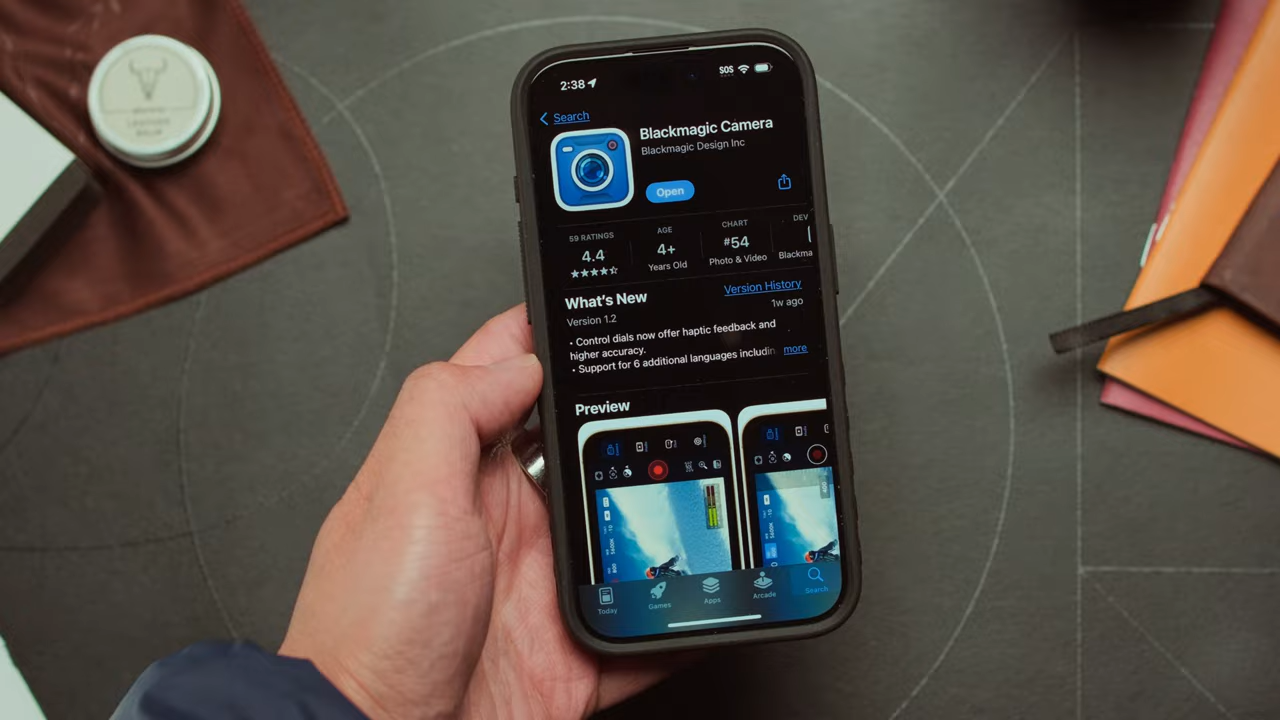 2:38
SOS
Search
Blackmagic Camera
Blackmagic Design Inc
Open
59 RATINGS
4.4
AGE
4+
Years Old
CHART
#54
Photo & Video
DEV
Blackma
What's New
Version History
Version 1.2
1w ago
• Control dials now offer haptic feedback and
higher accuracy.
• Support for 6 additional languages includin
more
Preview
Today
Games
Apps
Arcade
Search